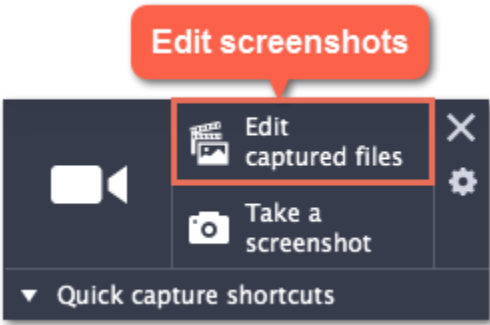 Edit screenshots
Edit
captured files
Take a
screenshot
Quick capture shortcuts